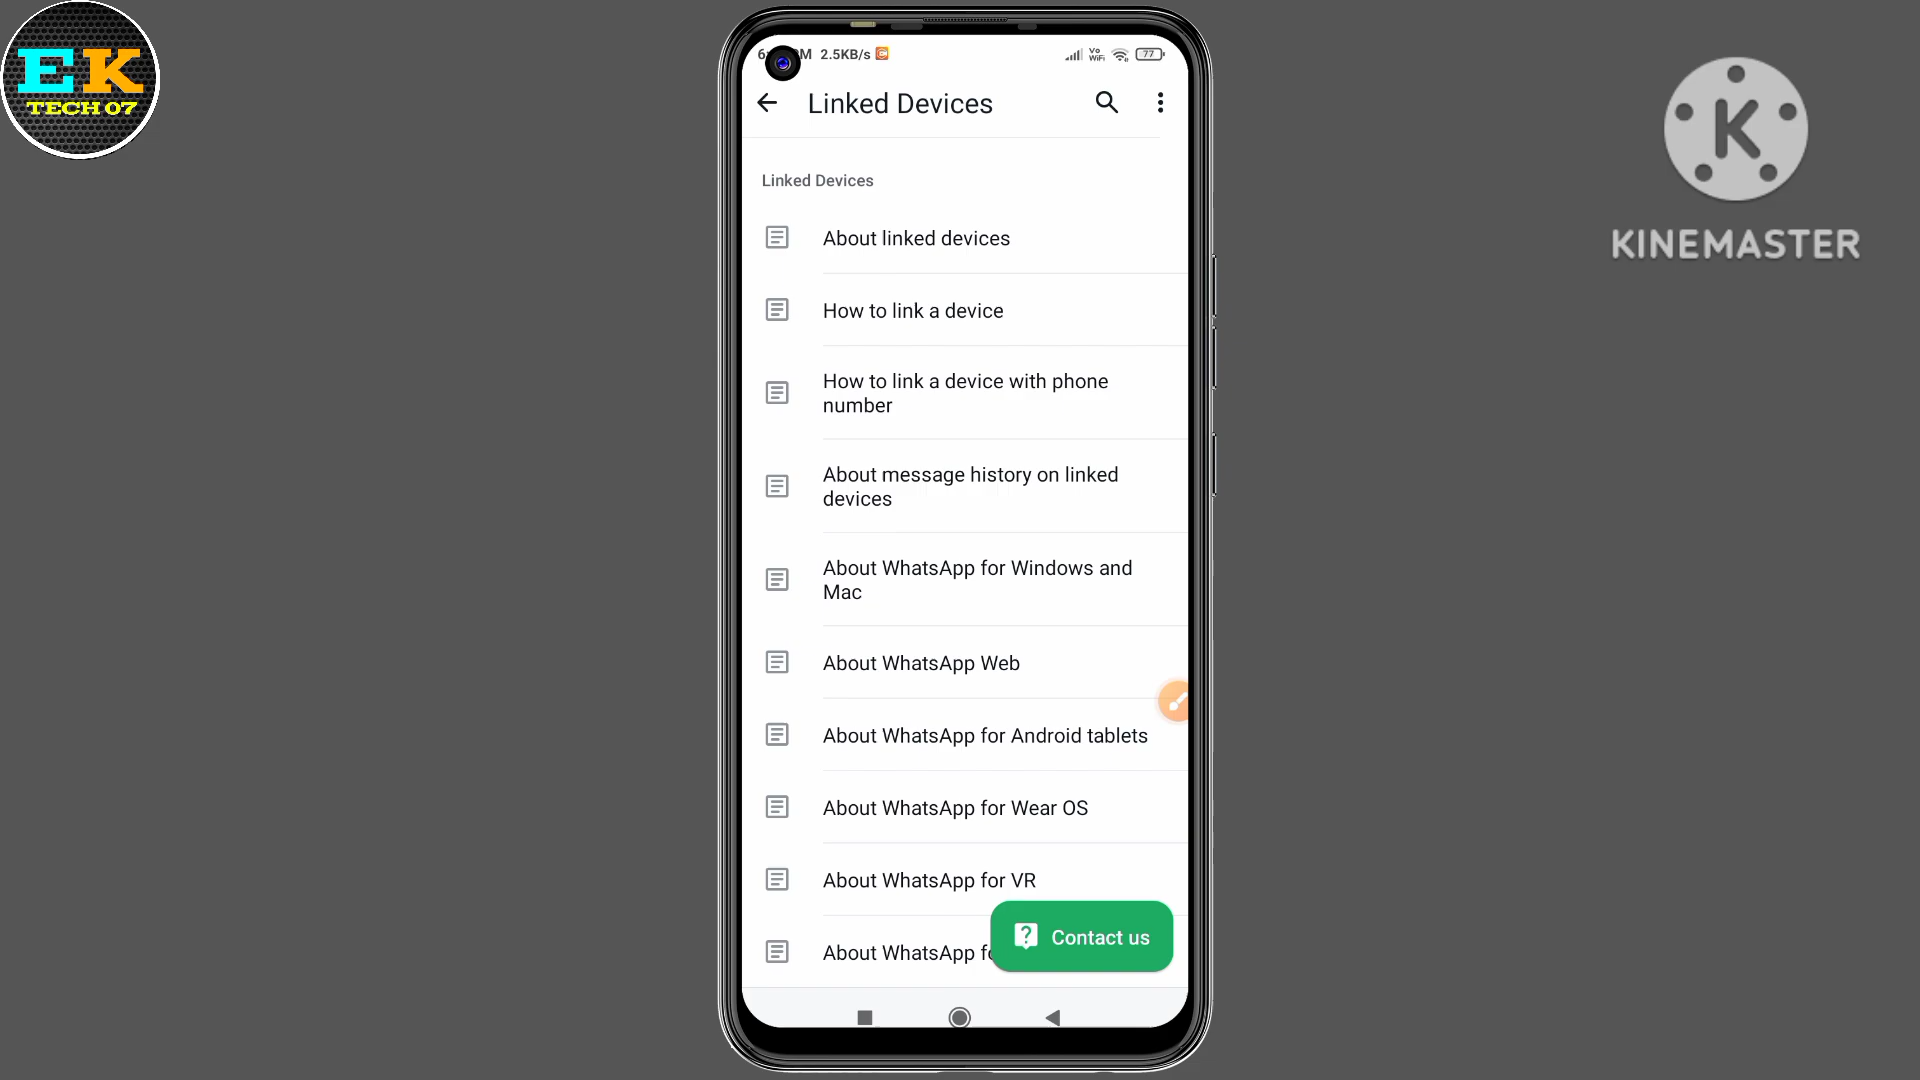 EK
TECH 07
2.5KB/s
Vo
WiFi
77
Linked Devices
K
KINEMASTER
Linked Devices
About linked devices
How to link a device
How to link a device with phone
number
About message history on linked
devices
About WhatsApp for Windows and
Mac
About WhatsApp Web
About WhatsApp for Android tablets
About WhatsApp for Wear OS
About WhatsApp for VR
About WhatsApp
Contact us